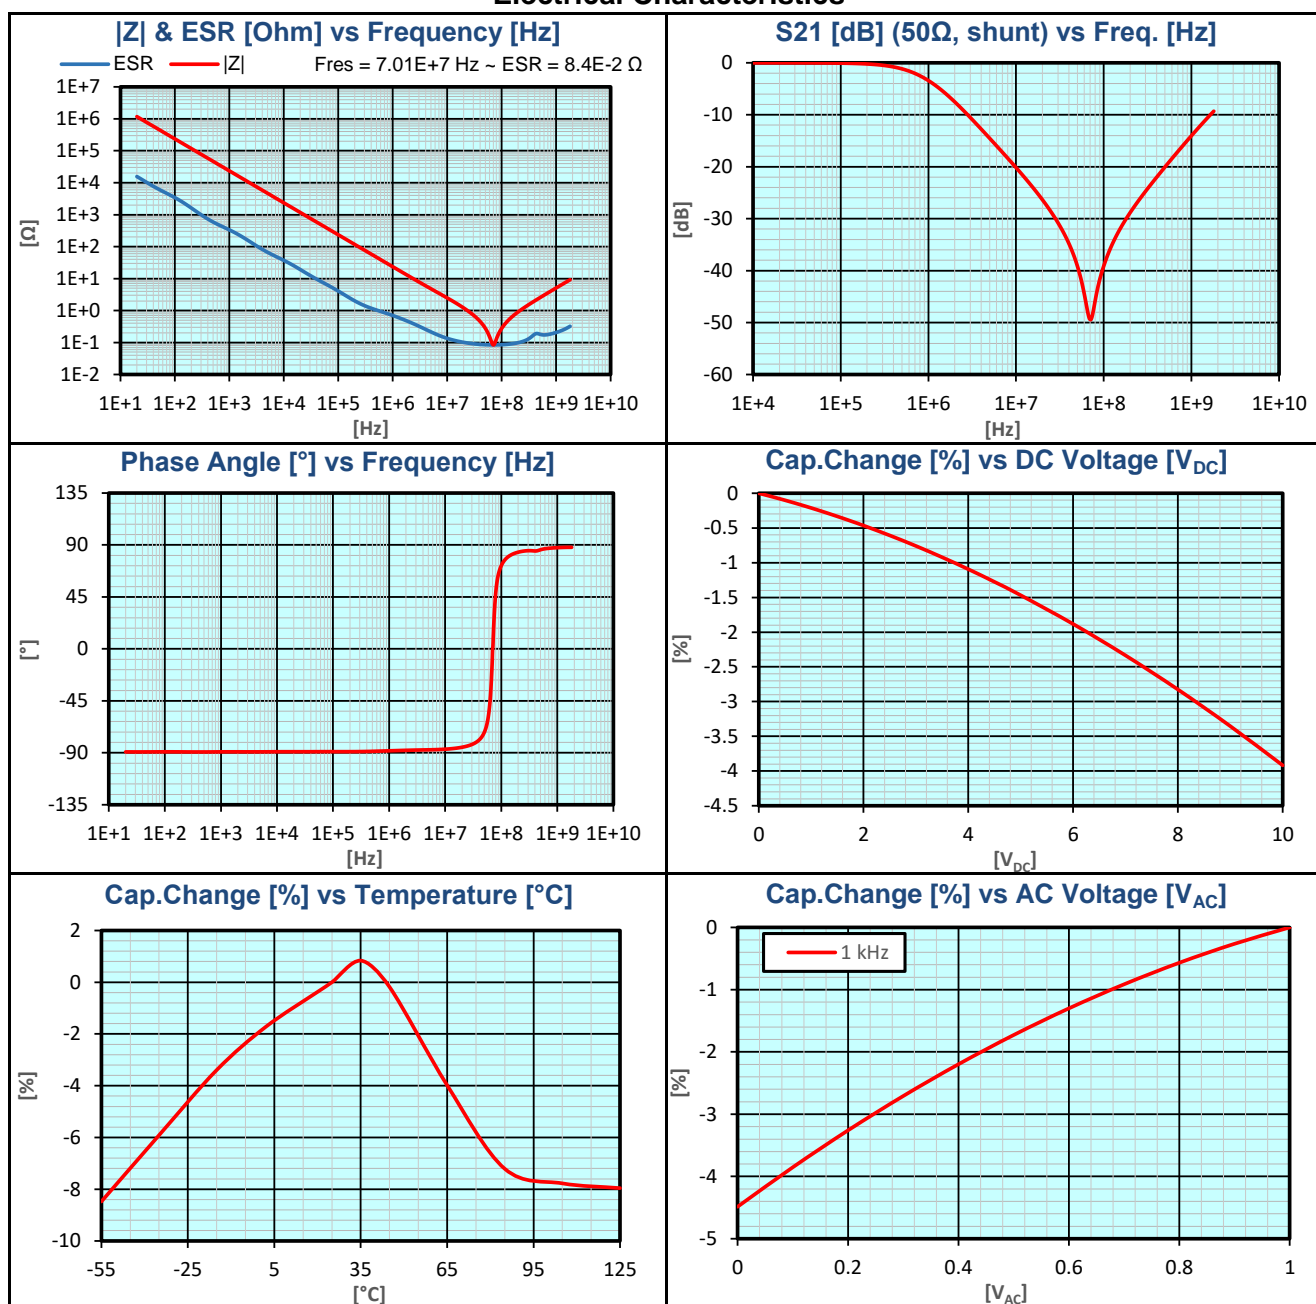 Electrical Characteristics
|Z| & ESR [Ohm] vs Frequency [Hz]
ESR |Z| Fres = 7.01E+7 Hz ~ ESR = 8.4E-2 Ω
1E+7
1E+6
1E+5
1E+4
1E+3
1E+2
1E+1
1E+0
1E-1
1E-2
[Ω]
1E+1 1E+2 1E+3 1E+4 1E+5 1E+6 1E+7 1E+8 1E+9 1E+10
[Hz]
S21 [dB] (50Ω, shunt) vs Freq. [Hz]
0
-10
-20
-30
-40
-50
-60
[dB]
1E+4 1E+5 1E+6 1E+7 1E+8 1E+9 1E+10
[Hz]
Phase Angle [°] vs Frequency [Hz]
135
90
45
0
-45
-90
-135
[°]
1E+1 1E+2 1E+3 1E+4 1E+5 1E+6 1E+7 1E+8 1E+9 1E+10
[Hz]
Cap.Change [%] vs DC Voltage [VDC]
0
-0.5
-1
-1.5
-2
-2.5
-3
-3.5
-4
-4.5
[%]
0 2 4 6 8 10
[VDC]
Cap.Change [%] vs Temperature [°C]
2
0
-2
-4
-6
-8
-10
[%]
-55 -25 5 35 65 95 125
[°C]
Cap.Change [%] vs AC Voltage [VAC]
1 kHz
0
-1
-2
-3
-4
-5
[%]
0 0.2 0.4 0.6 0.8 1
[VAC]